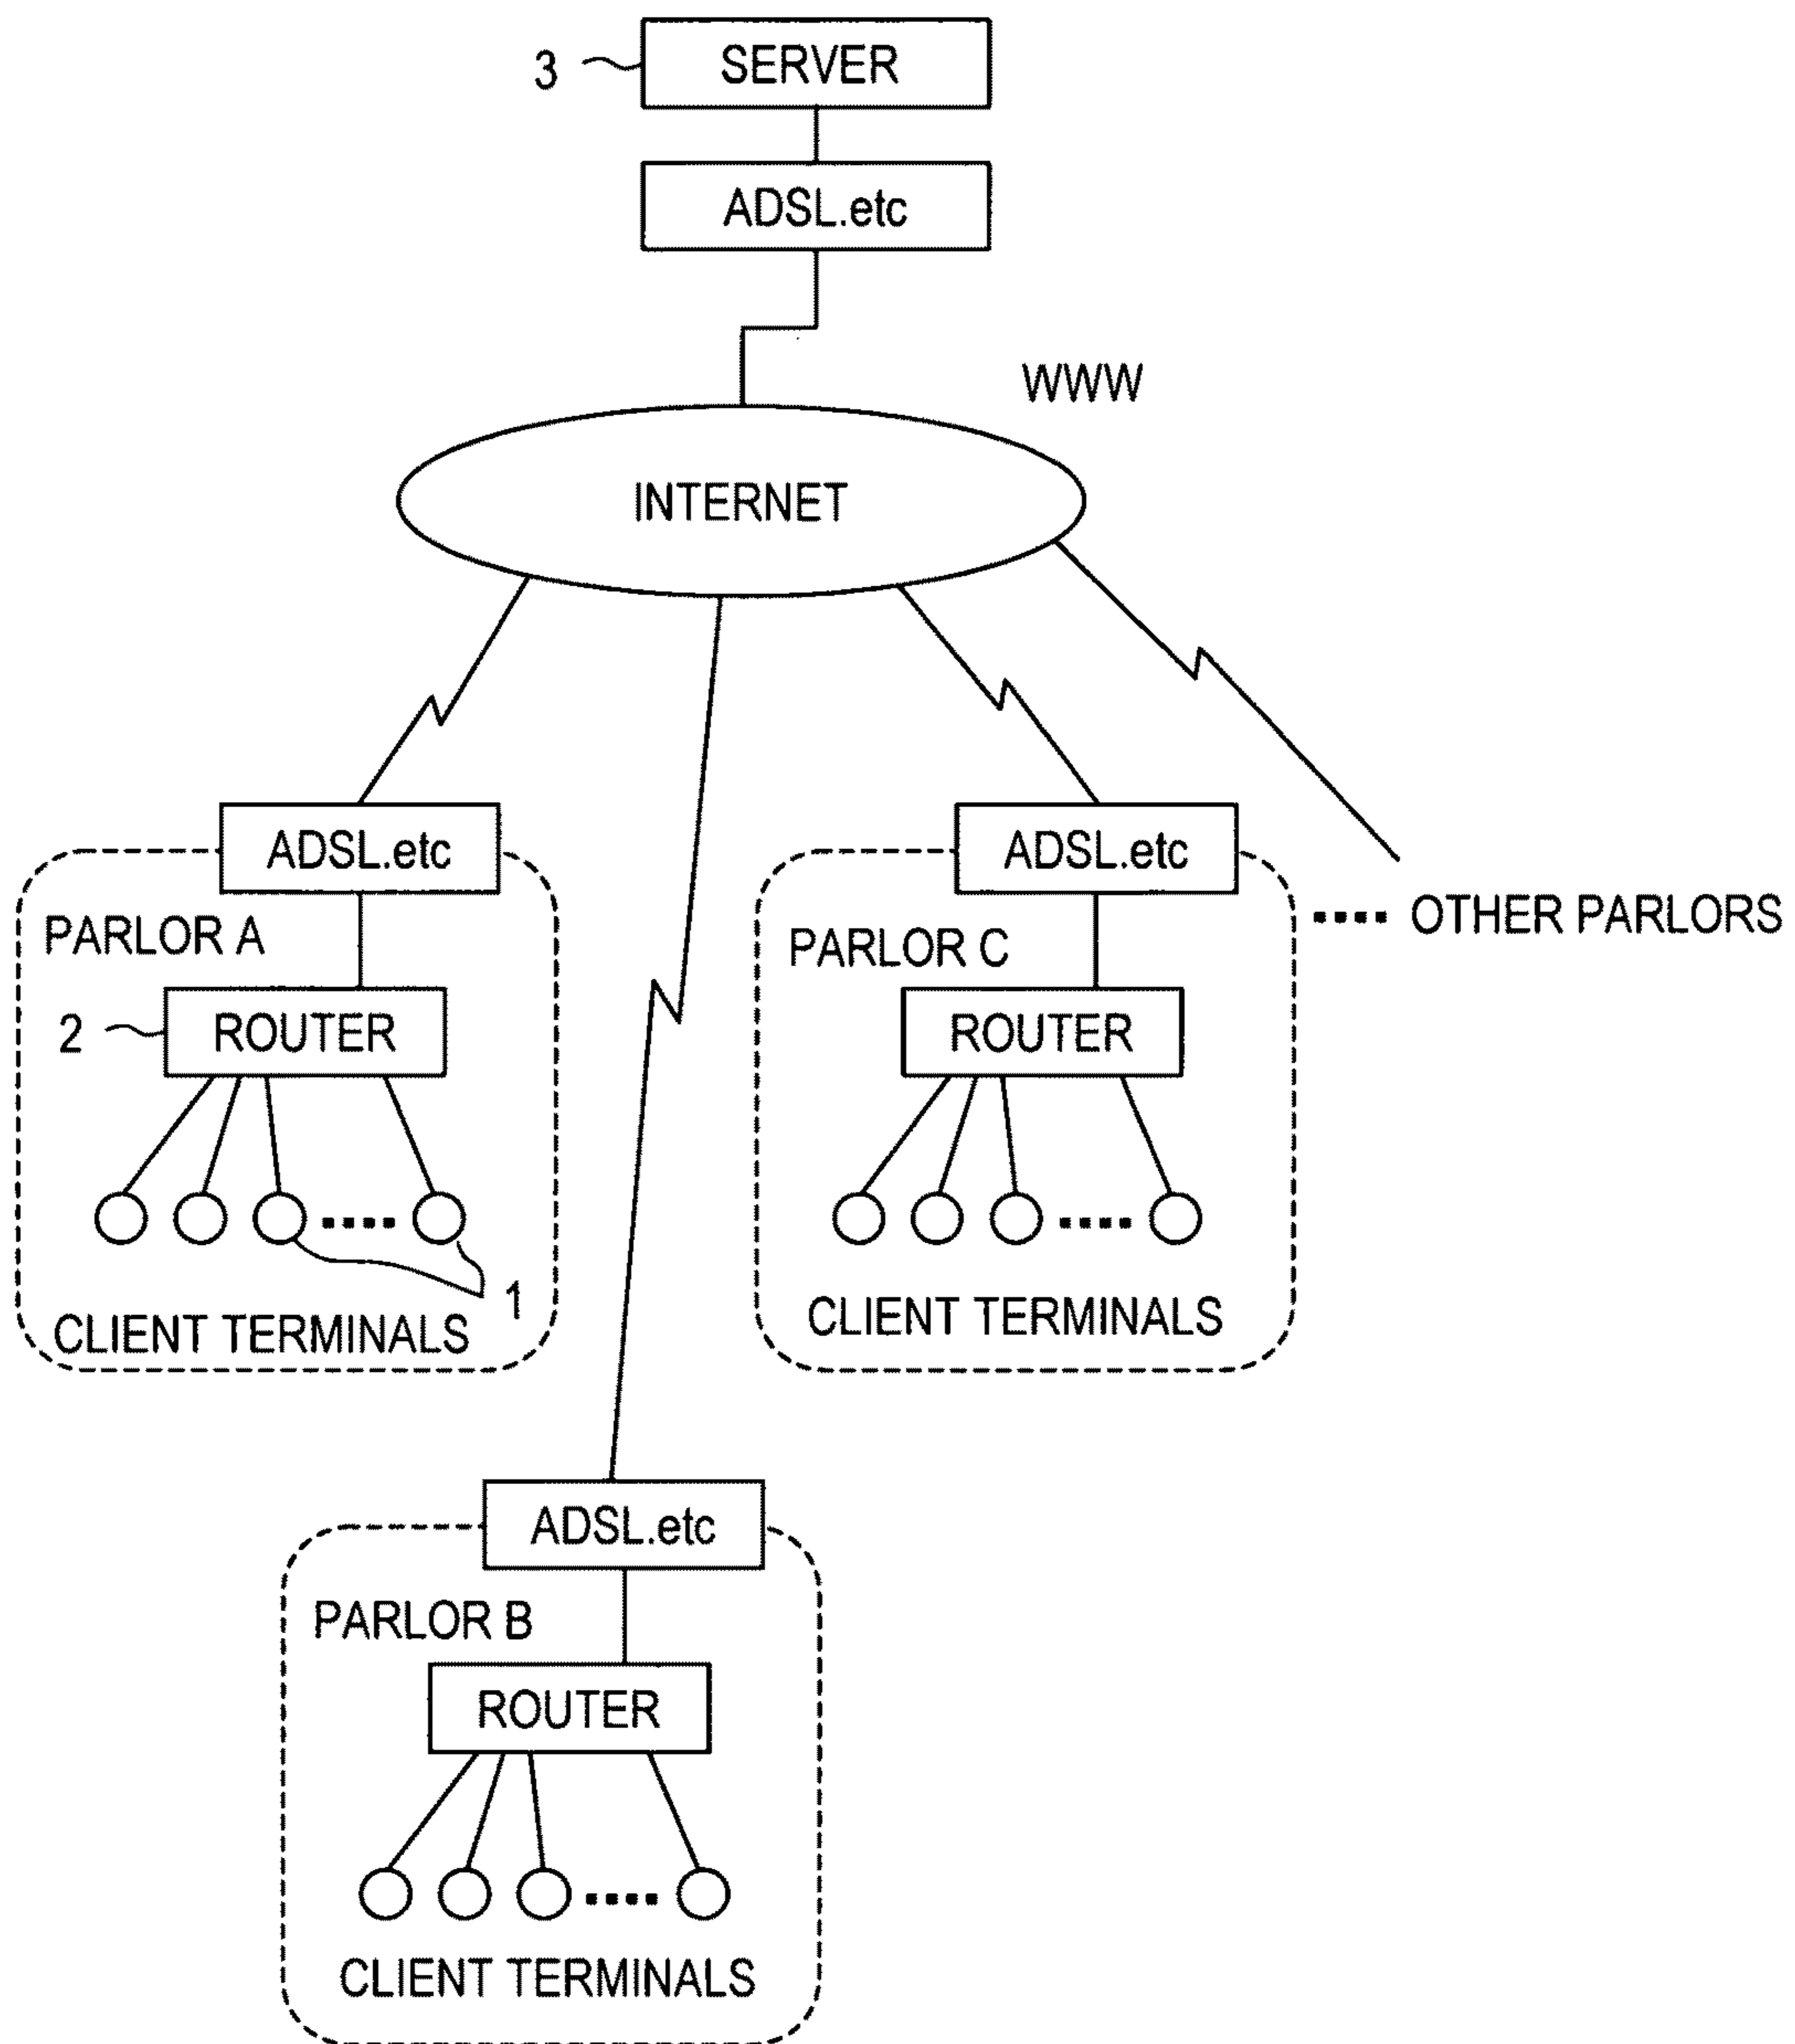 3
SERVER
ADSL.etc
WWW
INTERNET
ADSL.etc
PARLOR A
2
ROUTER
1
CLIENT TERMINALS
ADSL.etc
PARLOR C
ROUTER
CLIENT TERMINALS
OTHER PARLORS
ADSL.etc
PARLOR B
ROUTER
CLIENT TERMINALS